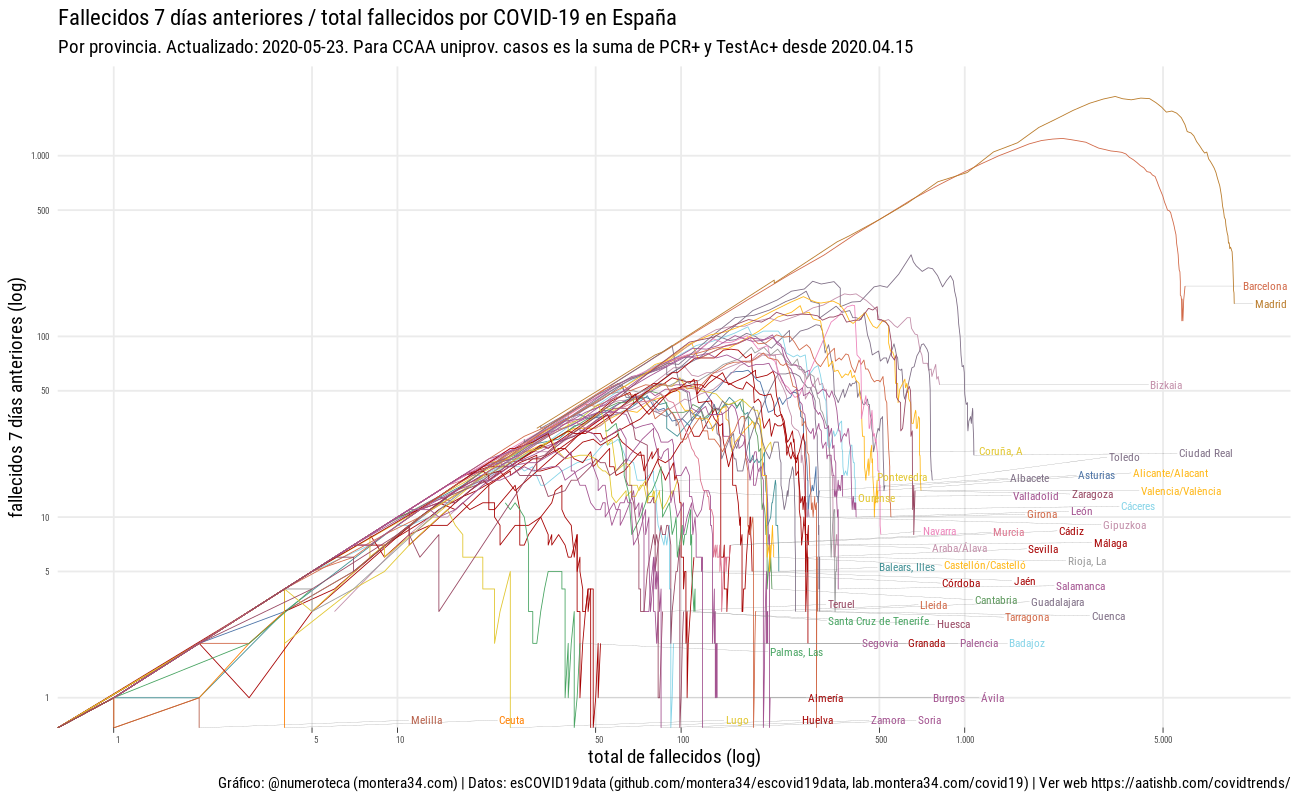 Fallecidos 7 días anteriores / total fallecidos por COVID-19 en España
Por provincia. Actualizado: 2020-05-23. Para CCAA uniprov. casos es la suma de PCR+ y TestAc+ desde 2020.04.15
fallecidos 7 días anteriores (log)
1.000
500
100
50
10
5
1
Barcelona
Madrid
Bizkaia
Coruña, A
Ciudad Real
Toledo
Pontevedra
Albacete
Asturias
Alicante/Alacant
Ourense
Valladolid
Zaragoza
Valencia/València
Girona
León
Cáceres
Navarra
Murcia
Cádiz
Gipuzkoa
Araba/Álava
Sevilla
Málaga
Balears, Illes
Castellón/Castelló
Rioja, La
Córdoba
Jaén
Salamanca
Teruel
Lleida
Cantabria
Guadalajara
Santa Cruz de Tenerife
Huesca
Tarragona
Cuenca
Palmas, Las
Segovia
Granada
Palencia
Badajoz
Almería
Burgos
Ávila
Melilla
Ceuta
Lugo
Huelva
Zamora
Soria
1
5
10
50
100
500
1.000
5.000
total de fallecidos (log)
Gráfico: @numeroteca (montera34.com) | Datos: esCOVID19data (github.com/montera34/escovid19data, lab.montera34.com/covid19) | Ver web https://aatishb.com/covidtrends/